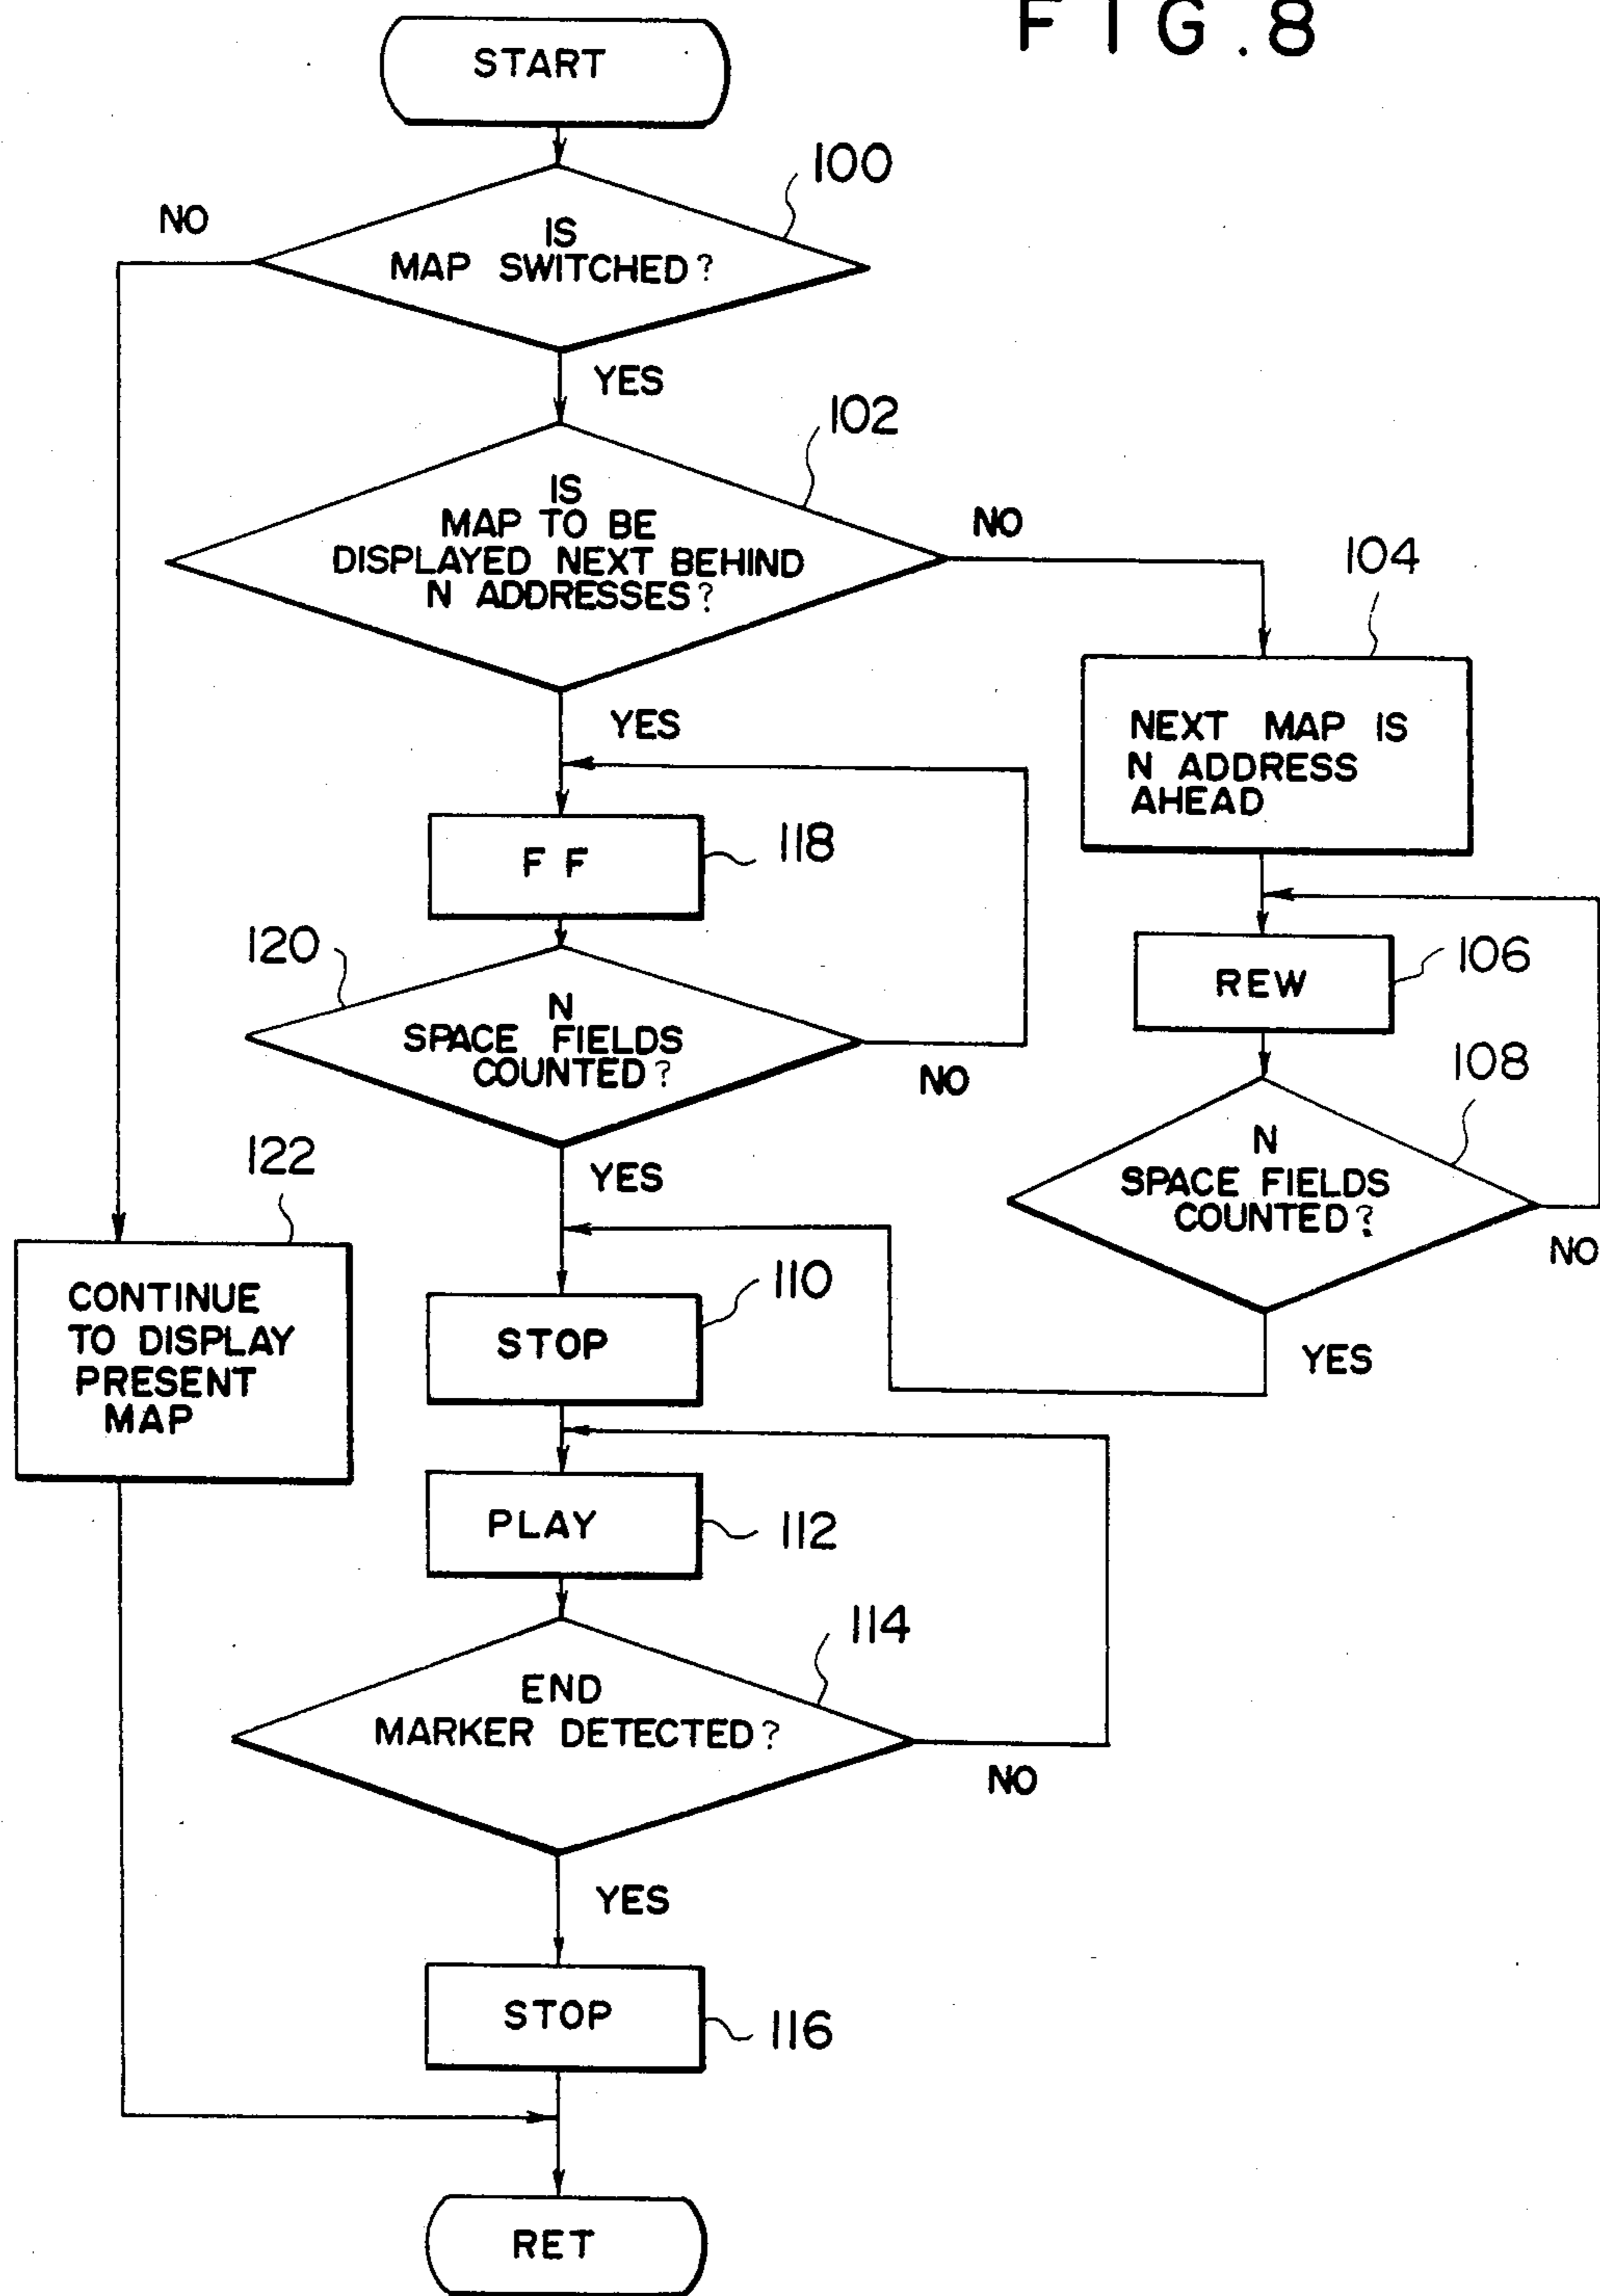 FIG.8
START
100
NO
IS
MAP SWITCHED?
YES
102
IS
MAP TO BE
DISPLAYED NEXT BEHIND
N ADDRESSES?
NO
104
YES
NEXT MAP IS
N ADDRESS
AHEAD
FF
118
120
REW
106
N
SPACE FIELDS
COUNTED?
NO
108
YES
N
SPACE FIELDS
COUNTED?
NO
122
110
CONTINUE
TO DISPLAY
PRESENT
MAP
STOP
YES
PLAY
112
114
END
MARKER DETECTED?
NO
YES
STOP
116
RET